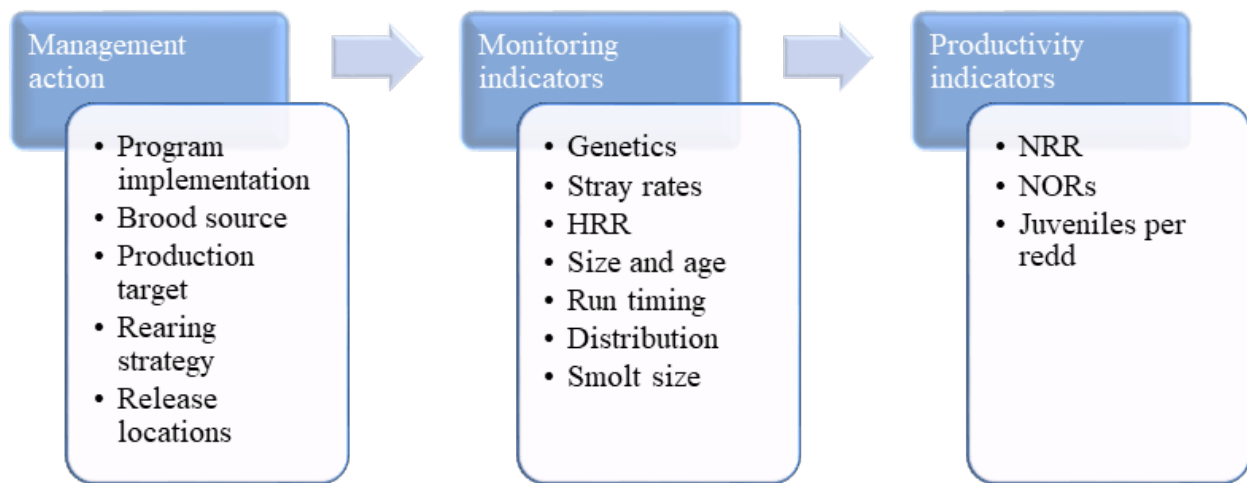 Management
action
• Program
implementation
• Brood source
• Production
target
• Rearing
strategy
• Release
locations
Monitoring
indicators
• Genetics
• Stray rates
• HRR
• Size and age
• Run timing
• Distribution
• Smolt size
Productivity
indicators
• NRR
• NORs
• Juveniles per
redd